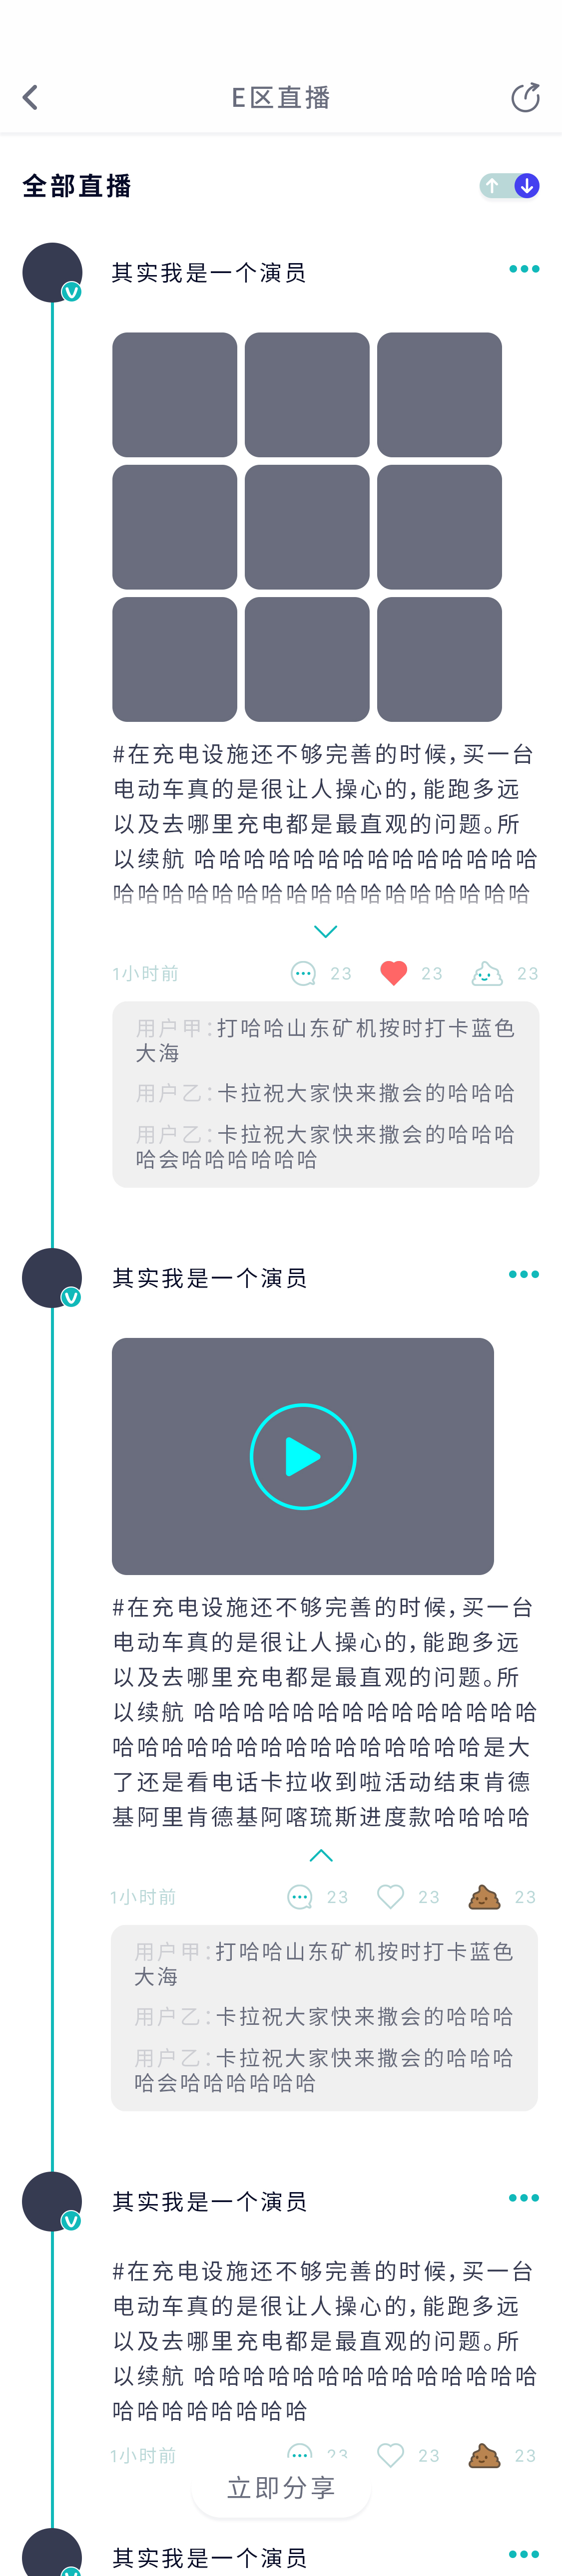 E区直播
全部直播
其实我是一个演员
#在充电设施还不够完善的时候，买一台
电动车真的是很让人操心的，能跑多远
以及去哪里充电都是最直观的问题。所
以续航 哈哈哈哈哈哈哈哈哈哈哈哈哈哈
哈哈哈哈哈哈哈哈哈哈哈哈哈哈哈哈哈
1小时前 23 23 23
用户甲：打哈哈山东矿机按时打卡蓝色
大海
用户乙：卡拉祝大家快来撒会的哈哈哈
用户乙：卡拉祝大家快来撒会的哈哈哈
哈会哈哈哈哈哈哈
其实我是一个演员
#在充电设施还不够完善的时候，买一台
电动车真的是很让人操心的，能跑多远
以及去哪里充电都是最直观的问题。所
以续航 哈哈哈哈哈哈哈哈哈哈哈哈哈哈
哈哈哈哈哈哈哈哈哈哈哈哈哈哈哈是大
了还是看电话卡拉收到啦活动结束肯德
基阿里肯德基阿喀琉斯进度款哈哈哈哈
1小时前 23 23 23
用户甲：打哈哈山东矿机按时打卡蓝色
大海
用户乙：卡拉祝大家快来撒会的哈哈哈
用户乙：卡拉祝大家快来撒会的哈哈哈
哈会哈哈哈哈哈哈
其实我是一个演员
#在充电设施还不够完善的时候，买一台
电动车真的是很让人操心的，能跑多远
以及去哪里充电都是最直观的问题。所
以续航 哈哈哈哈哈哈哈哈哈哈哈哈哈哈
哈哈哈哈哈哈哈哈
1小时前 23 23 23
立即分享
其实我是一个演员